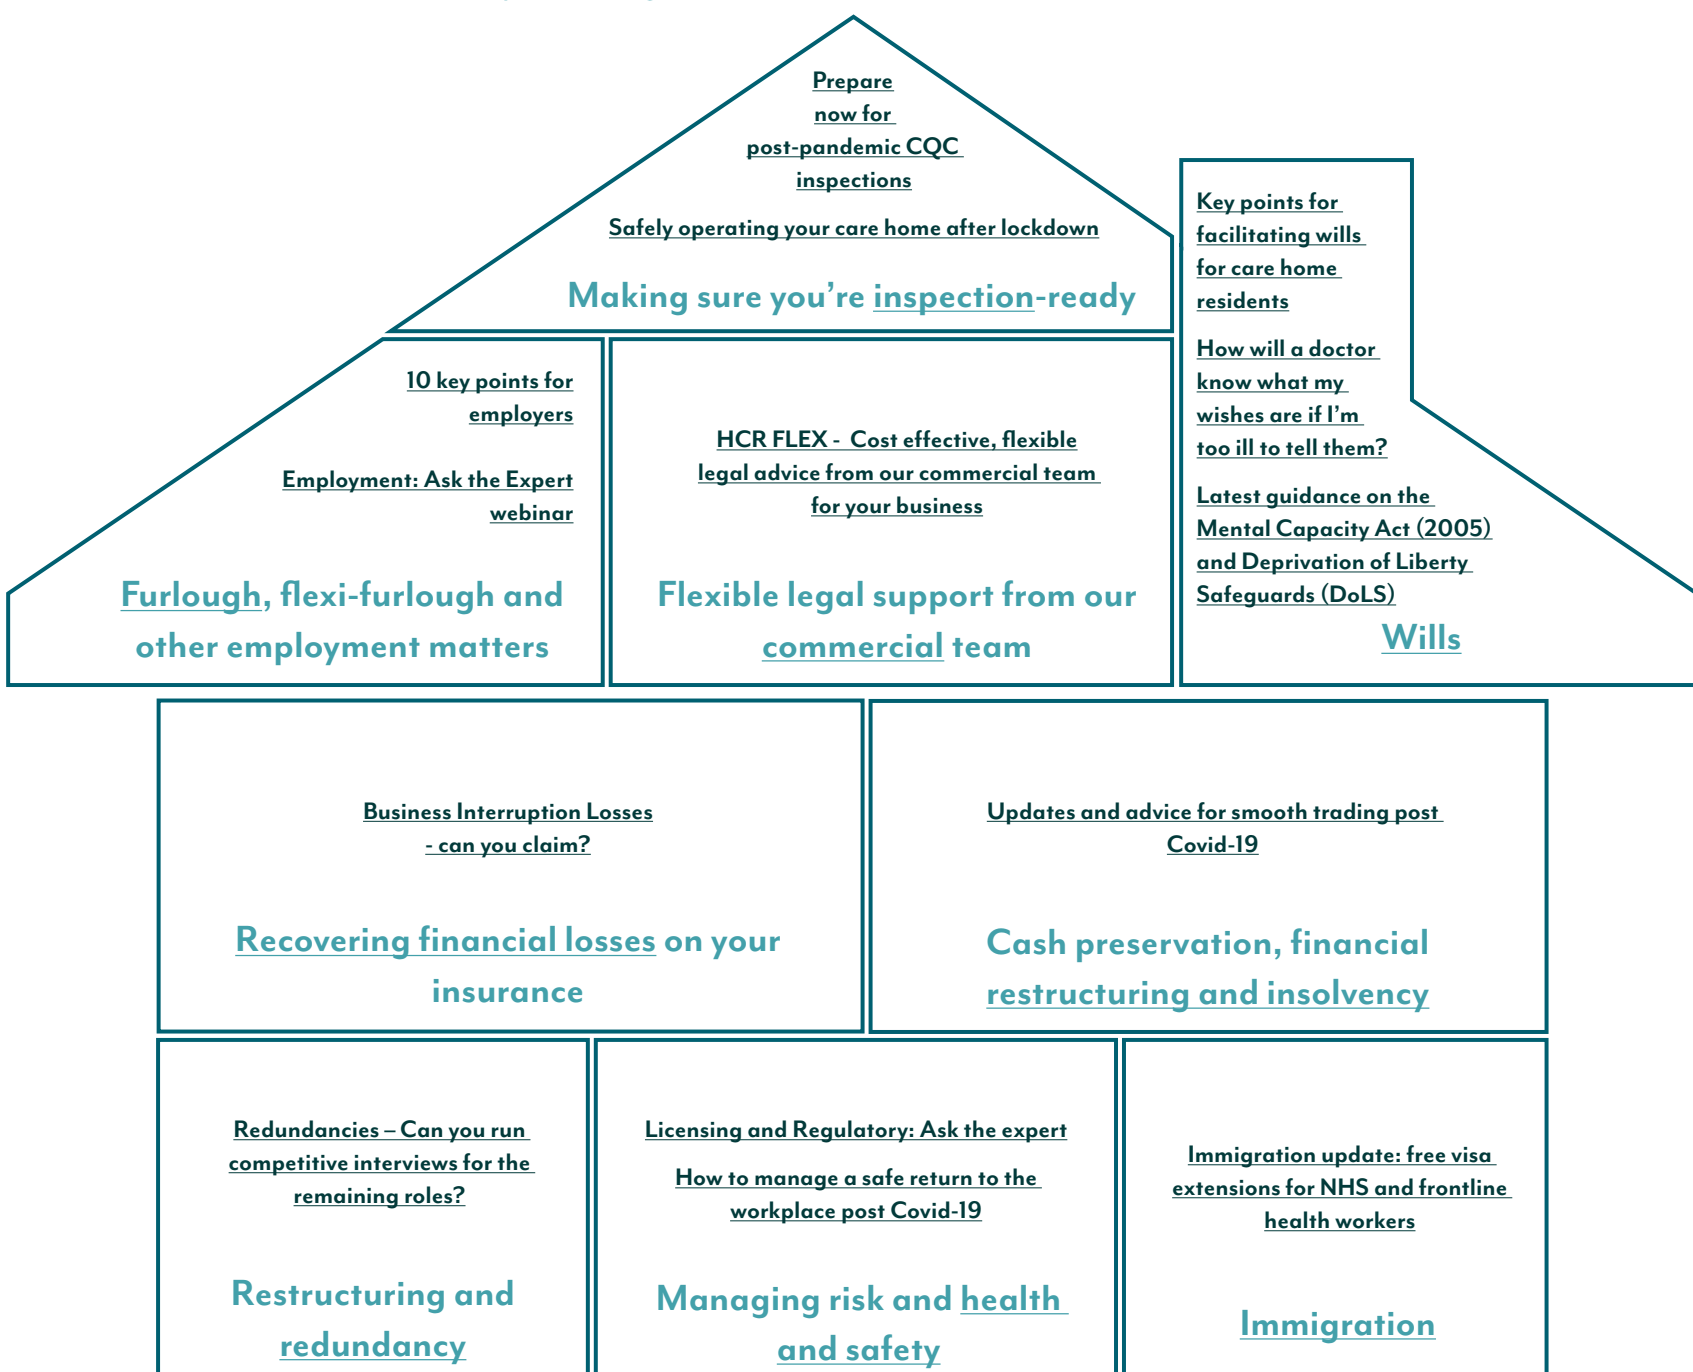 Prepare
now for
post-pandemic CQC
inspections
Safely operating your care home after lockdown
Making sure you're inspection-ready
Key points for
facilitating wills
for care home
residents
How will a doctor
know what my
wishes are if I'm
too ill to tell them?
Latest guidance on the
Mental Capacity Act (2005)
and Deprivation of Liberty
Safeguards (DoLS)
Wills
10 key points for
employers
Employment: Ask the Expert
webinar
Furlough, flexi-furlough and
other employment matters
HCR FLEX - Cost effective, flexible
legal advice from our commercial team
for your business
Flexible legal support from our
commercial team
Business Interruption Losses
- can you claim?
Recovering financial losses on your
insurance
Updates and advice for smooth trading post
Covid-19
Cash preservation, financial
restructuring and insolvency
Redundancies – Can you run
competitive interviews for the
remaining roles?
Restructuring and
redundancy
Licensing and Regulatory: Ask the expert
How to manage a safe return to the
workplace post Covid-19
Managing risk and health
and safety
Immigration update: free visa
extensions for NHS and frontline
health workers
Immigration